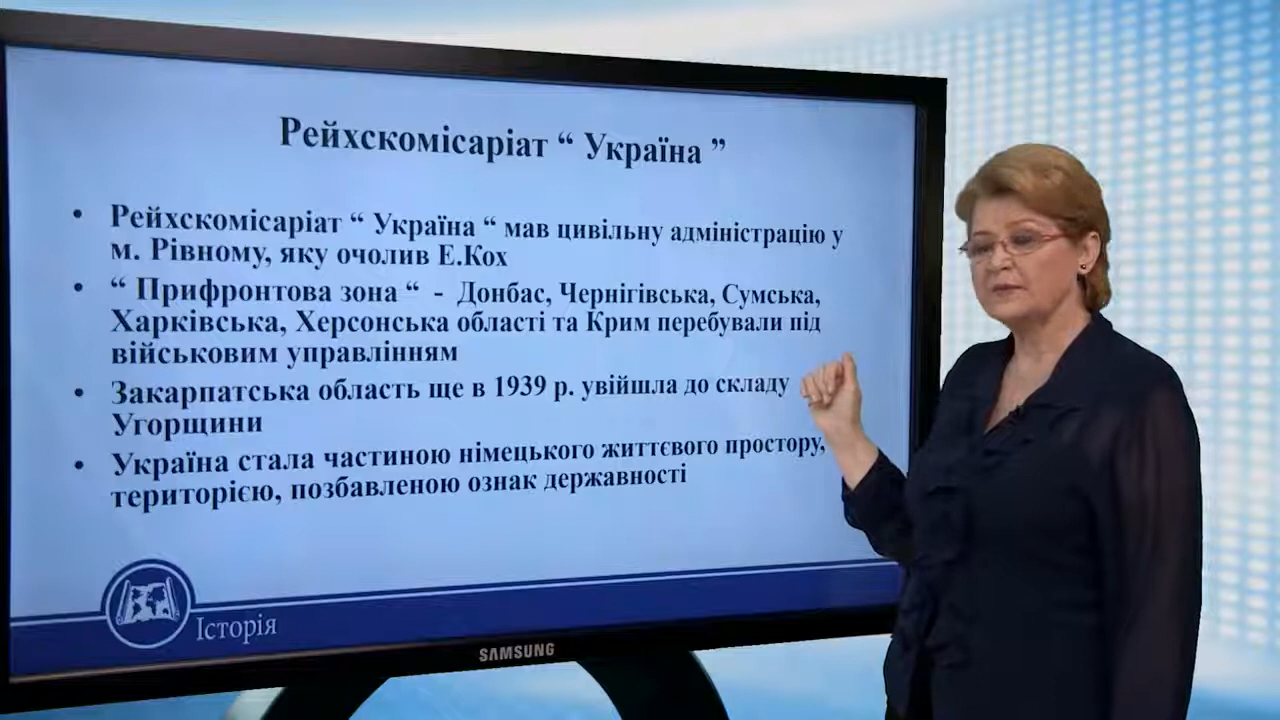 Рейхскомісаріат “ Україна ”
• Рейхскомісаріат “ Україна “ мав цивільну адміністрацію у
м. Рівному, яку очолив Е.Кох
• “ Прифронтова зона “ - Донбас, Чернігівська, Сумська,
Харківська, Херсонська області та Крим перебували під
військовим управлінням
• Закарпатська область ще в 1939 р. увійшла до складу
Угорщини
• Україна стала частиною німецького життєвого простору,
територією, позбавленою ознак державності
Історія
SAMSUNG